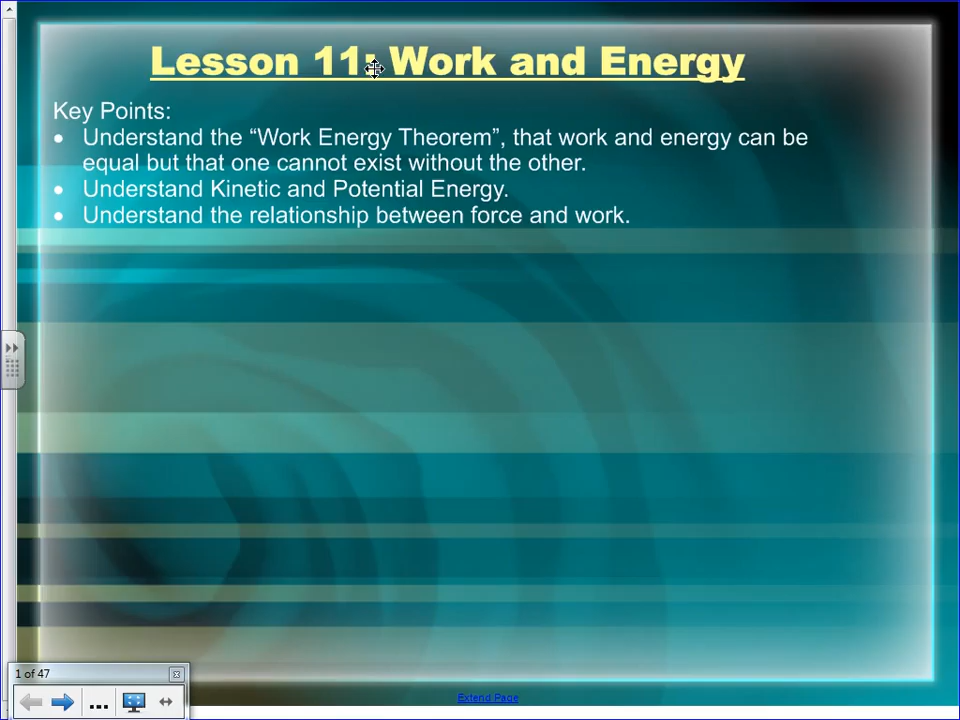 Lesson 11: Work and Energy
Key Points:
• Understand the “Work Energy Theorem”, that work and energy can be
equal but that one cannot exist without the other.
• Understand Kinetic and Potential Energy.
• Understand the relationship between force and work.
1 of 47
...
Extend Page